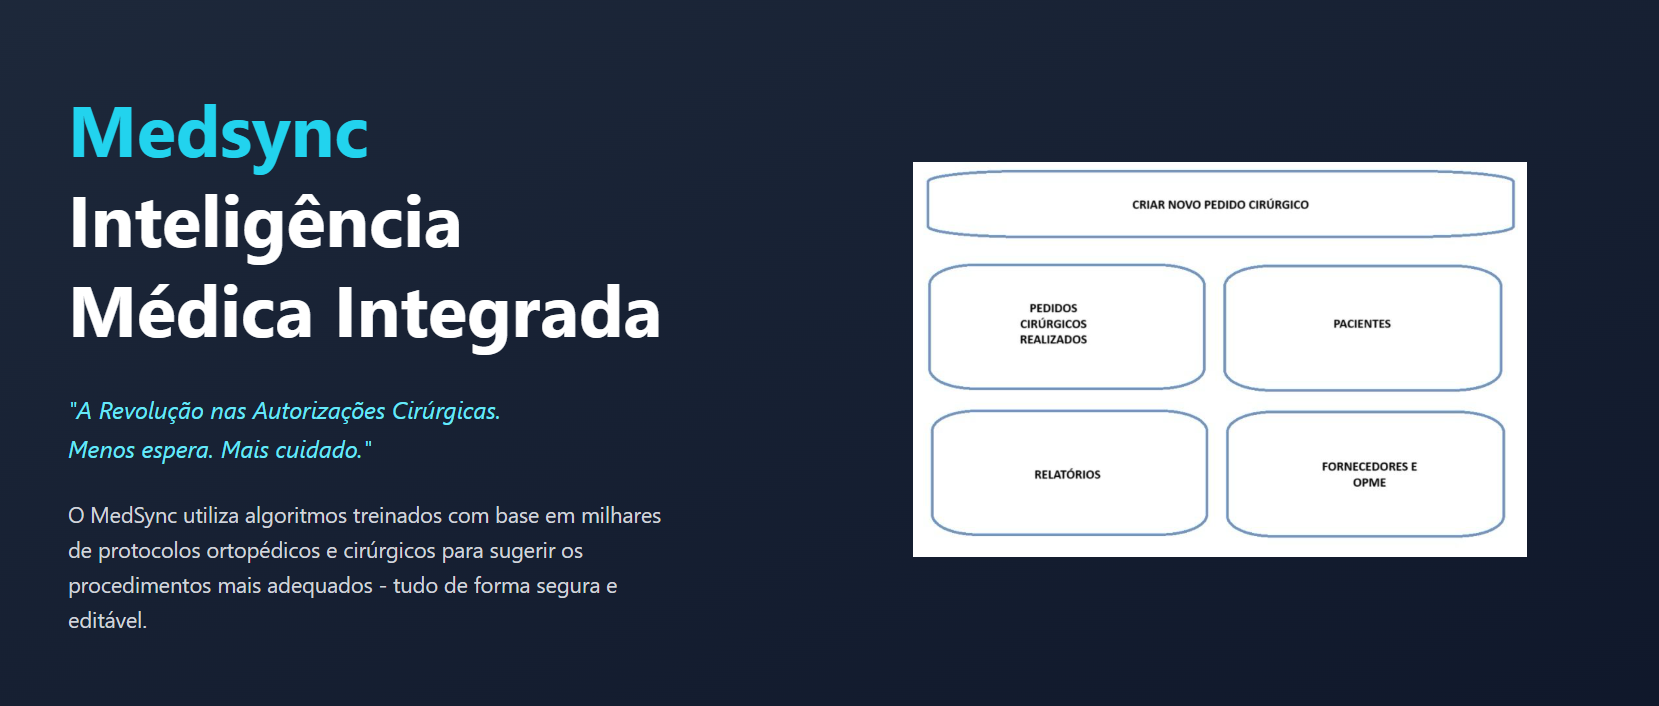 Medsync
Inteligência
Médica Integrada
"A Revolução nas Autorizações Cirúrgicas.
Menos espera. Mais cuidado."
O MedSync utiliza algoritmos treinados com base em milhares
de protocolos ortopédicos e cirúrgicos para sugerir os
procedimentos mais adequados - tudo de forma segura e
editável.
CRIAR NOVO PEDIDO CIRÚRGICO
PEDIDOS
CIRÚRGICOS
REALIZADOS
PACIENTES
RELATÓRIOS
FORNECEDORES E
OPME